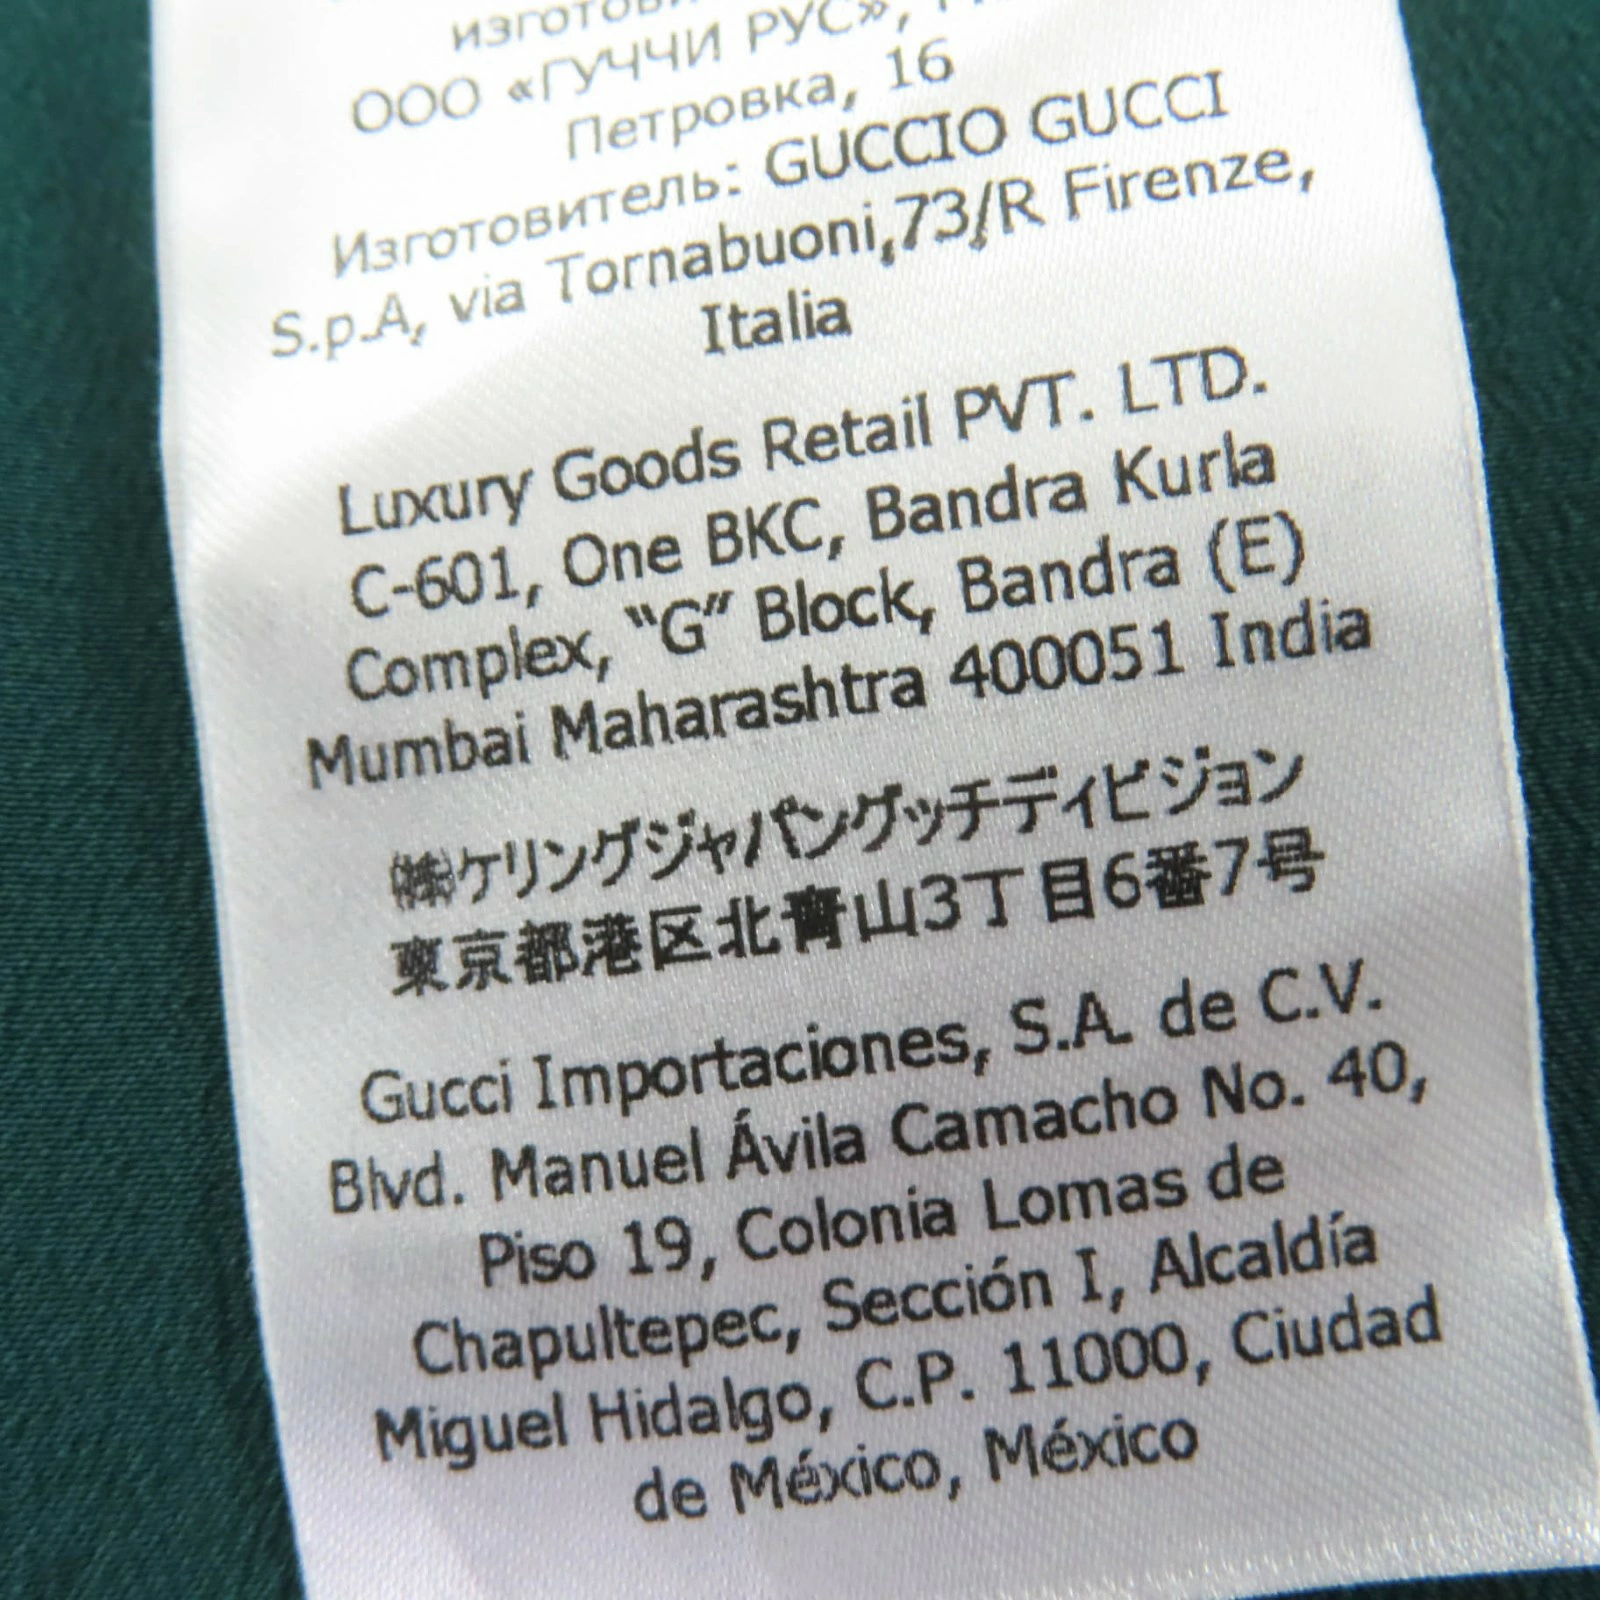 ООО «ГУЧЧИ РУС»,
Петровка, 16
Изготовитель: GUCCIO GUCCI
S.p.A, via Tornabuoni,73/R Firenze,
Italia
Luxury Goods Retail PVT. LTD.
C-601, One BKC, Bandra Kurla
Complex, “G” Block, Bandra (E)
Mumbai Maharashtra 400051 India
㈱ケリングジャパングッチディビジョン
東京都港区北青山3丁目6番7号
Gucci Importaciones, S.A. de C.V.
Blvd. Manuel Ávila Camacho No. 40,
Piso 19, Colonia Lomas de
Chapultepec, Sección I, Alcaldía
Miguel Hidalgo, C.P. 11000, Ciudad
de México, México